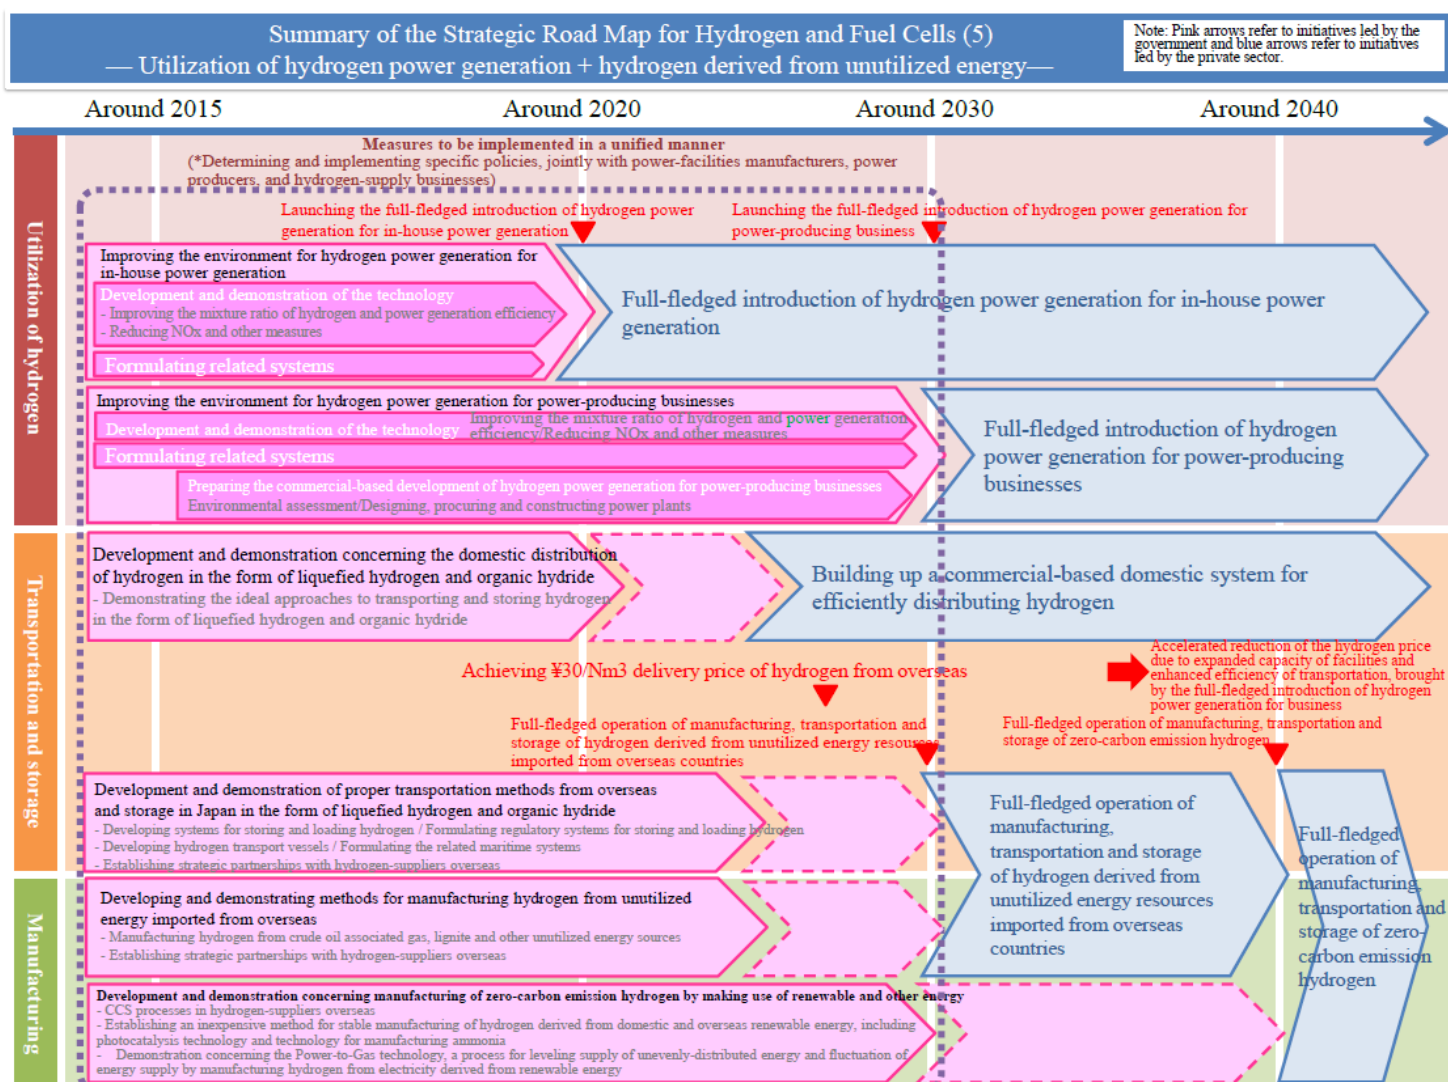 Summary of the Strategic Road Map for Hydrogen and Fuel Cells (5)
— Utilization of hydrogen power generation + hydrogen derived from unutilized energy—
Note: Pink arrows refer to initiatives led by the
government and blue arrows refer to initiatives
led by the private sector.
Around 2015
Around 2020
Around 2030
Around 2040
Utilization of hydrogen
Measures to be implemented in a unified manner
(*Determining and implementing specific policies, jointly with power-facilities manufacturers, power
producers, and hydrogen-supply businesses)
Launching the full-fledged introduction of hydrogen power
generation for in-house power generation
Launching the full-fledged introduction of hydrogen power generation for
power-producing business
Improving the environment for hydrogen power generation for
in-house power generation
Development and demonstration of the technology
- Improving the mixture ratio of hydrogen and power generation efficiency
- Reducing NOx and other measures
Formulating related systems
Full-fledged introduction of hydrogen power generation for in-house power
generation
Improving the environment for hydrogen power generation for power-producing businesses
Development and demonstration of the technology
Improving the mixture ratio of hydrogen and power generation
efficiency/Reducing NOx and other measures
Formulating related systems
Preparing the commercial-based development of hydrogen power generation for power-producing businesses
Environmental assessment/Designing, procuring and constructing power plants
Full-fledged introduction of hydrogen
power generation for power-producing
businesses
Transportation and storage
Development and demonstration concerning the domestic distribution
of hydrogen in the form of liquefied hydrogen and organic hydride
- Demonstrating the ideal approaches to transporting and storing hydrogen
in the form of liquefied hydrogen and organic hydride
Building up a commercial-based domestic system for
efficiently distributing hydrogen
Achieving ¥30/Nm3 delivery price of hydrogen from overseas
Accelerated reduction of the hydrogen price
due to expanded capacity of facilities and
enhanced efficiency of transportation, brought
by the full-fledged introduction of hydrogen
power generation for business
Full-fledged operation of manufacturing, transportation and
storage of hydrogen derived from unutilized energy resources
imported from overseas countries
Full-fledged operation of manufacturing, transportation and
storage of zero-carbon emission hydrogen
Development and demonstration of proper transportation methods from overseas
and storage in Japan in the form of liquefied hydrogen and organic hydride
- Developing systems for storing and loading hydrogen / Formulating regulatory systems for storing and loading hydrogen
- Developing hydrogen transport vessels / Formulating the related maritime systems
- Establishing strategic partnerships with hydrogen-suppliers overseas
Full-fledged operation of
manufacturing,
transportation and storage
of hydrogen derived from
unutilized energy resources
imported from overseas
countries
Full-fledged
operation of
manufacturing,
transportation and
storage of zero-
carbon emission
hydrogen
Manufacturing
Developing and demonstrating methods for manufacturing hydrogen from unutilized
energy imported from overseas
- Manufacturing hydrogen from crude oil associated gas, lignite and other unutilized energy sources
- Establishing strategic partnerships with hydrogen-suppliers overseas
Development and demonstration concerning manufacturing of zero-carbon emission hydrogen by making use of renewable and other energy
- CCS processes in hydrogen-suppliers overseas
- Establishing an inexpensive method for stable manufacturing of hydrogen derived from domestic and overseas renewable energy, including
photocatalysis technology and technology for manufacturing ammonia
- Demonstration concerning the Power-to-Gas technology, a process for leveling supply of unevenly-distributed energy and fluctuation of
energy supply by manufacturing hydrogen from electricity derived from renewable energy